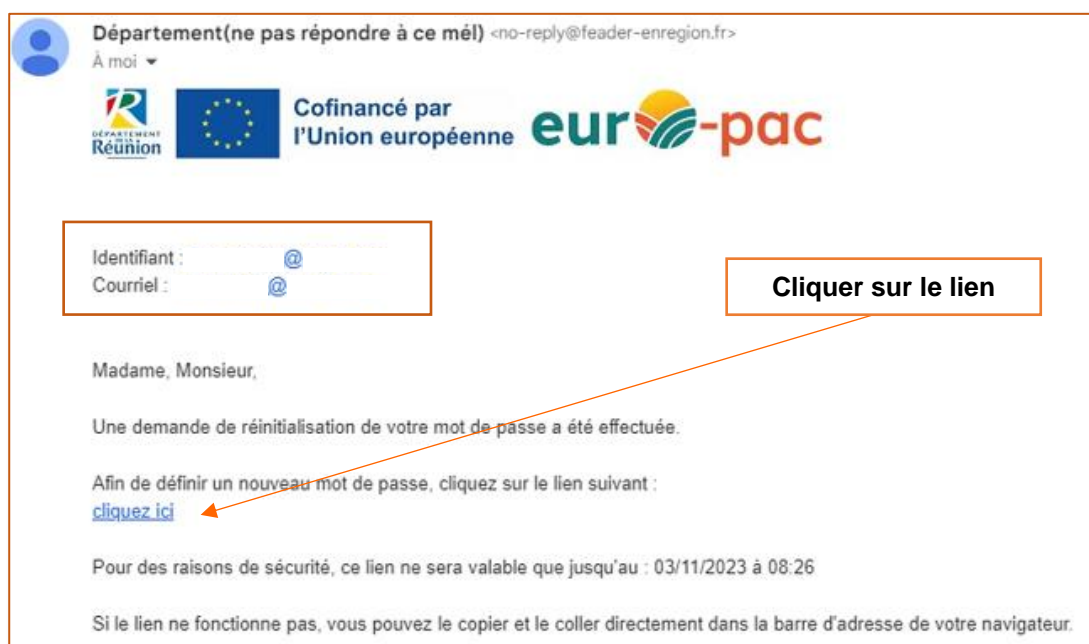 Département(ne pas répondre à ce mél) <no-reply@feader-enregion.fr>
À moi
DÉPARTEMENT
Réunion
Cofinancé par
l'Union européenne
euro-pac
Identifiant : @
Courriel : @
Cliquer sur le lien
Madame, Monsieur,
Une demande de réinitialisation de votre mot de passe a été effectuée.
Afin de définir un nouveau mot de passe, cliquez sur le lien suivant :
cliquez ici
Pour des raisons de sécurité, ce lien ne sera valable que jusqu'au : 03/11/2023 à 08:26
Si le lien ne fonctionne pas, vous pouvez le copier et le coller directement dans la barre d'adresse de votre navigateur.